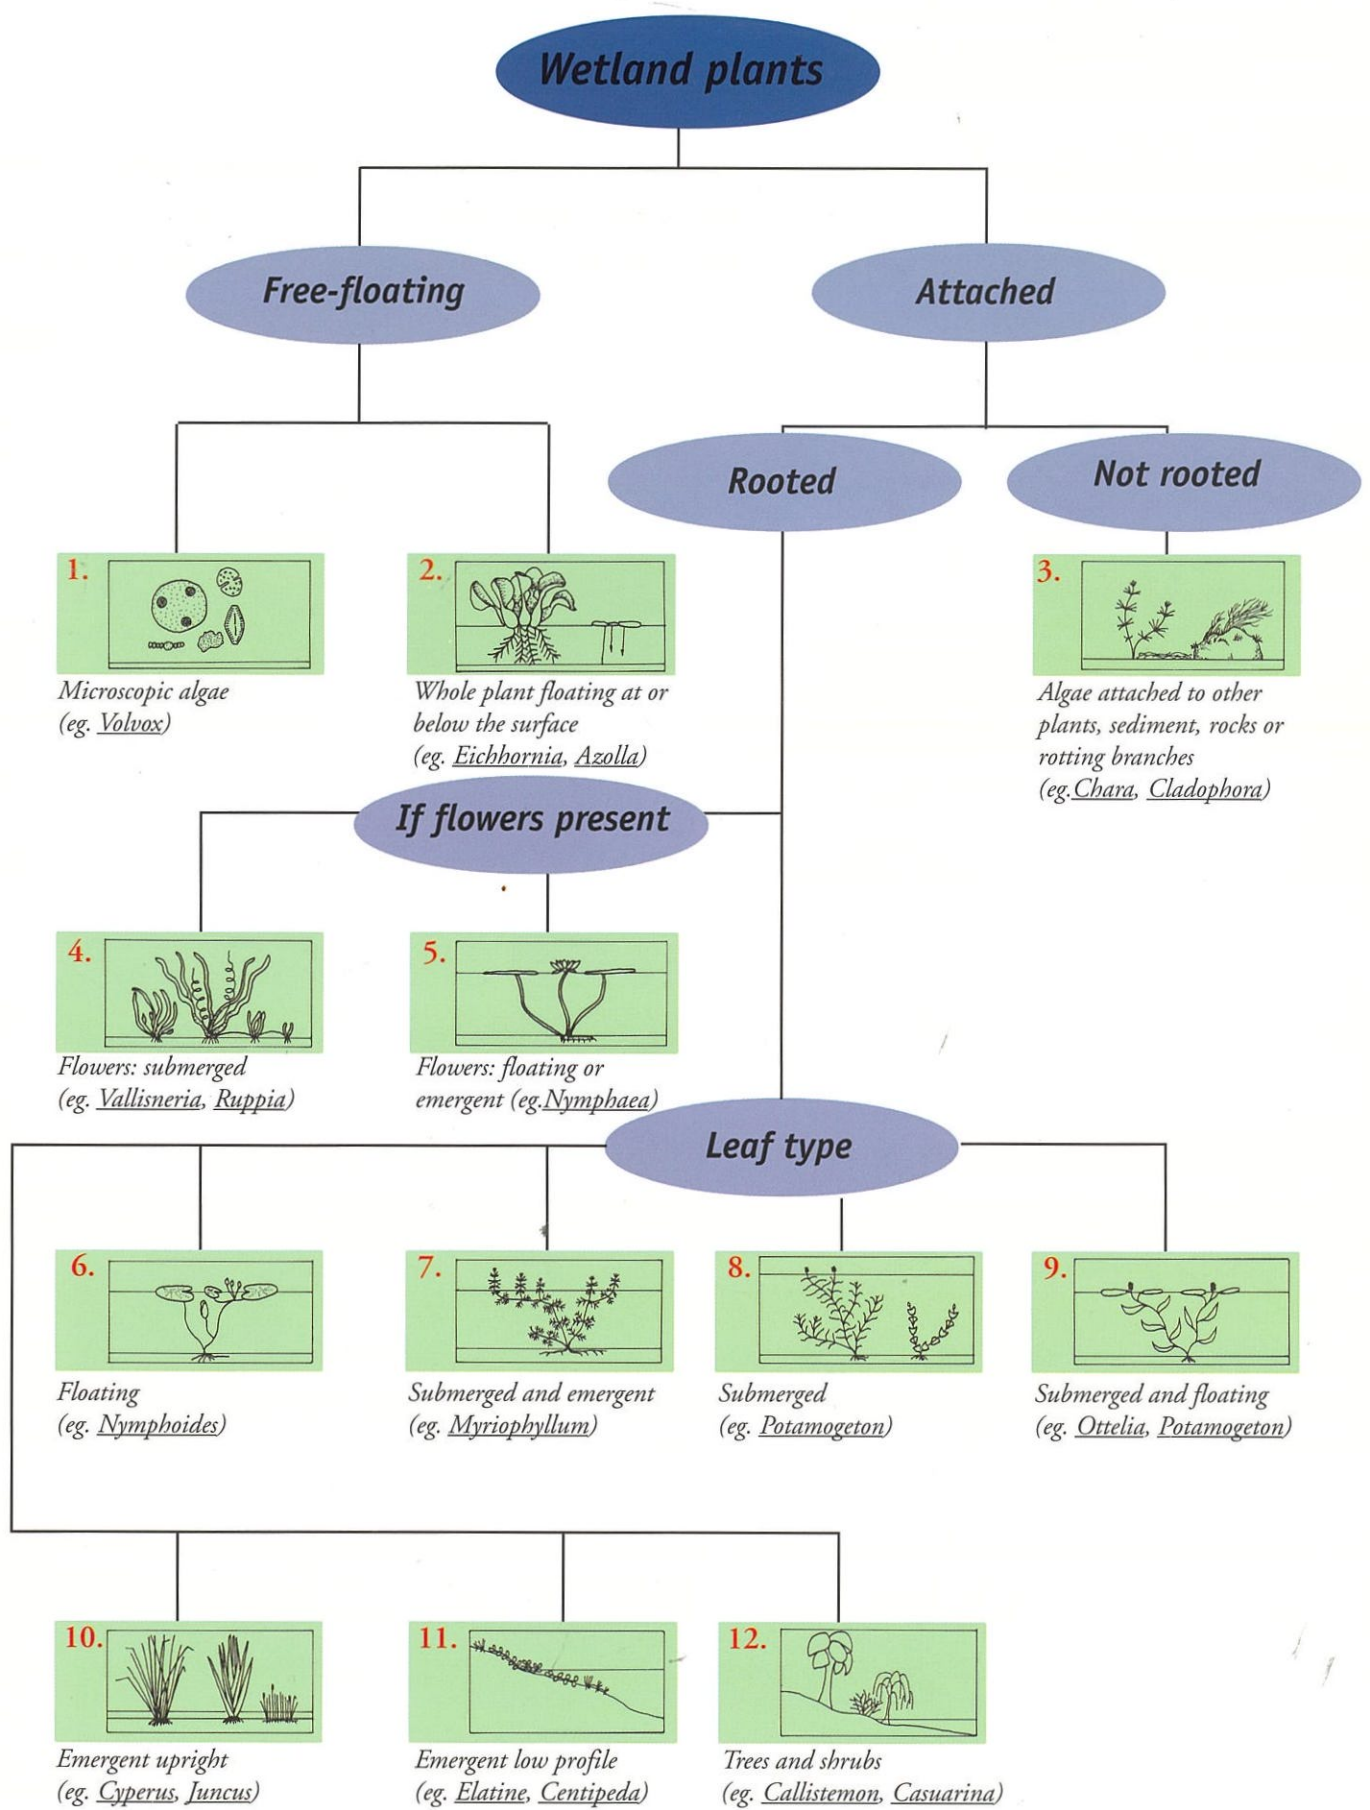 Wetland plants
Free-floating
Attached
Rooted
Not rooted
1.
Microscopic algae
(eg. Volvox)
2.
Whole plant floating at or
below the surface
(eg. Eichhornia, Azolla)
3.
Algae attached to other
plants, sediment, rocks or
rotting branches
(eg.Chara, Cladophora)
If flowers present
4.
Flowers: submerged
(eg. Vallisneria, Ruppia)
5.
Flowers: floating or
emergent (eg.Nymphaea)
Leaf type
6.
Floating
(eg. Nymphoides)
7.
Submerged and emergent
(eg. Myriophyllum)
8.
Submerged
(eg. Potamogeton)
9.
Submerged and floating
(eg. Ottelia, Potamogeton)
10.
Emergent upright
(eg. Cyperus, Juncus)
11.
Emergent low profile
(eg. Elatine, Centipeda)
12.
Trees and shrubs
(eg. Callistemon, Casuarina)